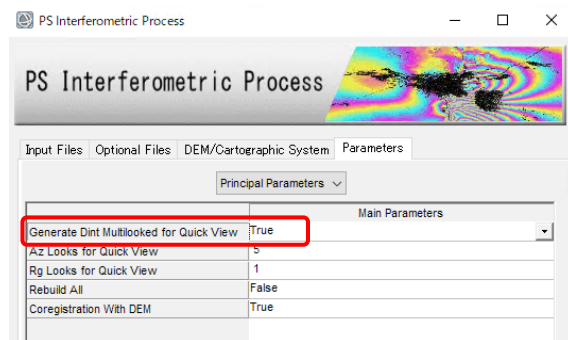 PS Interferometric Process
PS Interferometric Process
Input Files Optional Files DEM/Cartographic System Parameters
Principal Parameters
Main Parameters
Generate Dint Multilooked for Quick View True
Az Looks for Quick View 5
Rg Looks for Quick View 1
Rebuild All False
Coregistration With DEM True